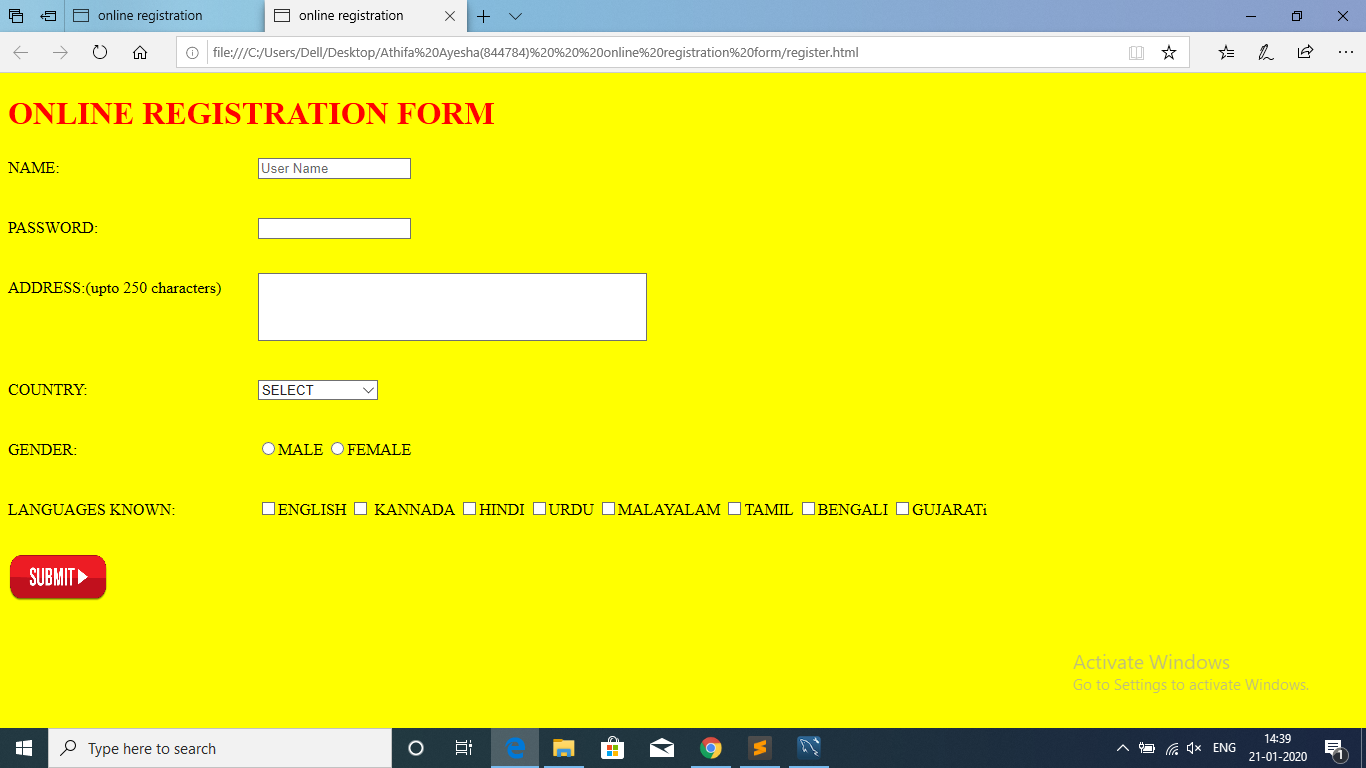 online registration
online registration
file:///C:/Users/Dell/Desktop/Athifa%20Ayesha(844784)%20%20%20online%20registration%20form/register.html
ONLINE REGISTRATION FORM
NAME: User Name
PASSWORD:
ADDRESS:(upto 250 characters)
COUNTRY: SELECT
GENDER: MALE FEMALE
LANGUAGES KNOWN: ENGLISH KANNADA HINDI URDU MALAYALAM TAMIL BENGALI GUJARATi
SUBMIT
Activate Windows
Go to Settings to activate Windows.
Type here to search
ENG
14:39
21-01-2020
1